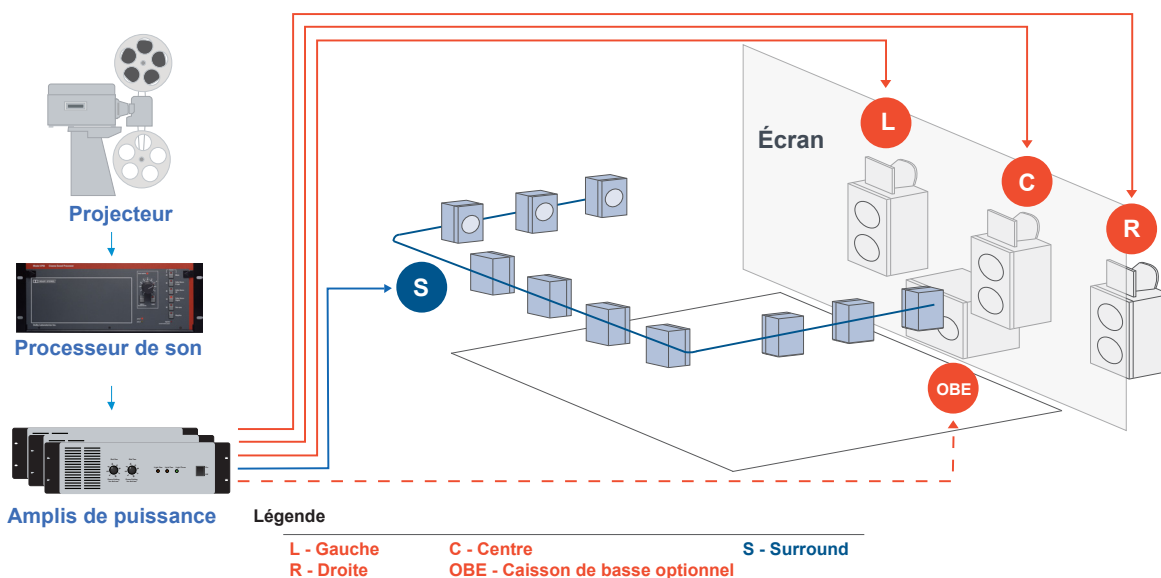 L
Écran
C
R
Projecteur
S
Processeur de son
OBE
Amplis de puissance
Légende
L - Gauche
C - Centre
S - Surround
R - Droite
OBE - Caisson de basse optionnel